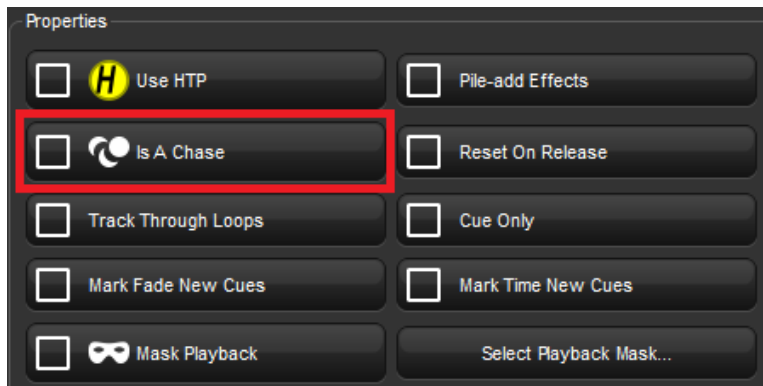 Properties
H Use HTP
Pile-add Effects
Is A Chase
Reset On Release
Track Through Loops
Cue Only
Mark Fade New Cues
Mark Time New Cues
Mask Playback
Select Playback Mask...